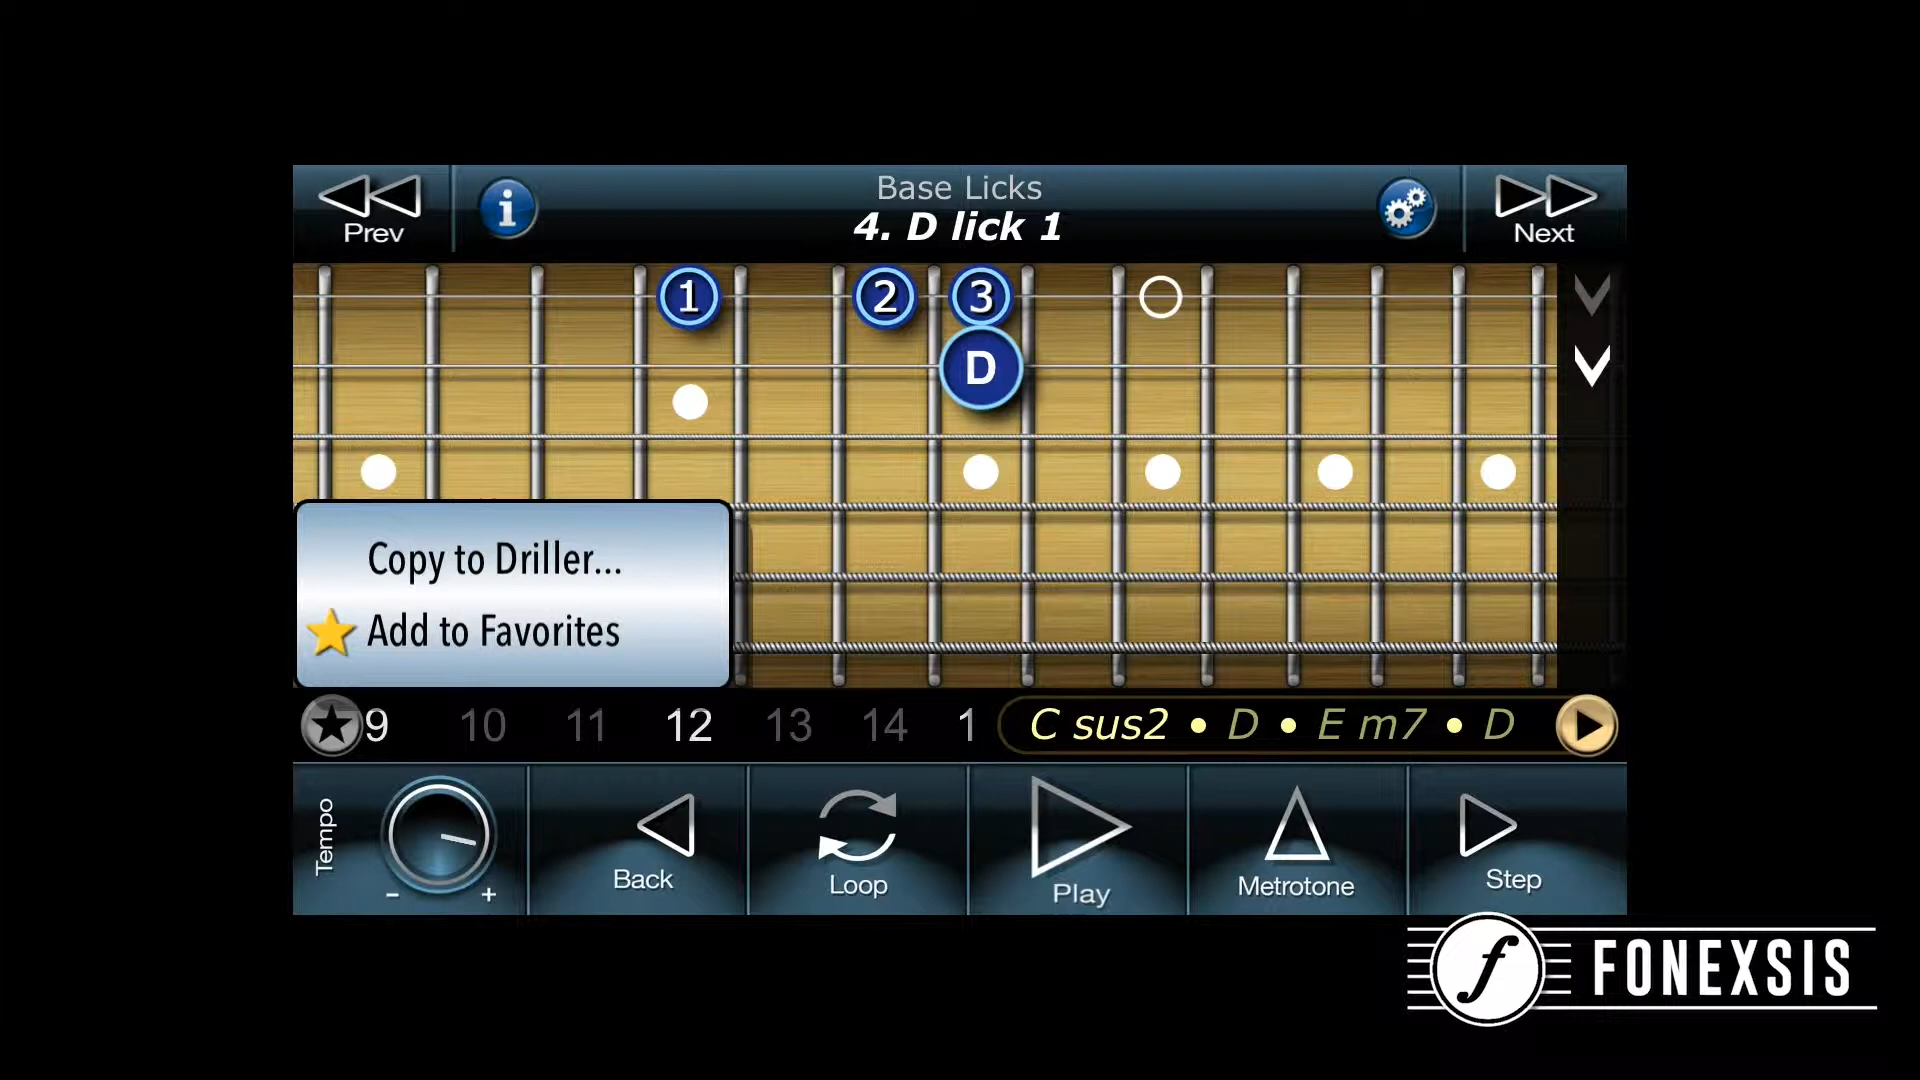 Base Licks
Prev
i
4. D lick 1
Next
1 2 3
D
Copy to Driller...
Add to Favorites
9 10 11 12 13 14 1
C sus2 • D • E m7 • D
Tempo
- +
Back
Loop
Play
Metrotone
Step
f FONEXSIS